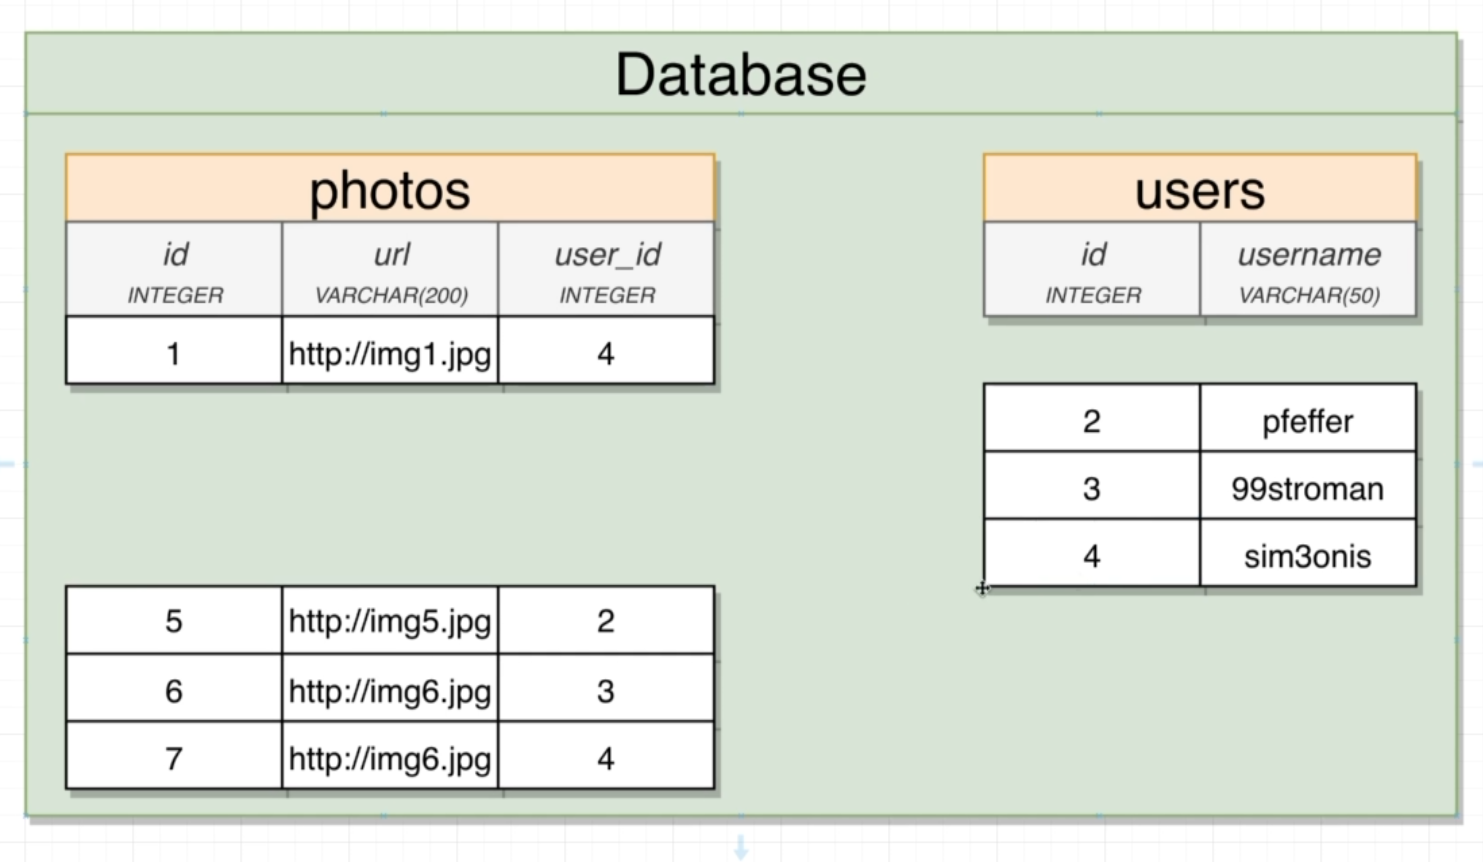 Database
photos
id url user_id
INTEGER VARCHAR(200) INTEGER
1 http://img1.jpg 4
5 http://img5.jpg 2
6 http://img6.jpg 3
7 http://img6.jpg 4
users
id username
INTEGER VARCHAR(50)
2 pfeffer
3 99stroman
4 sim3onis